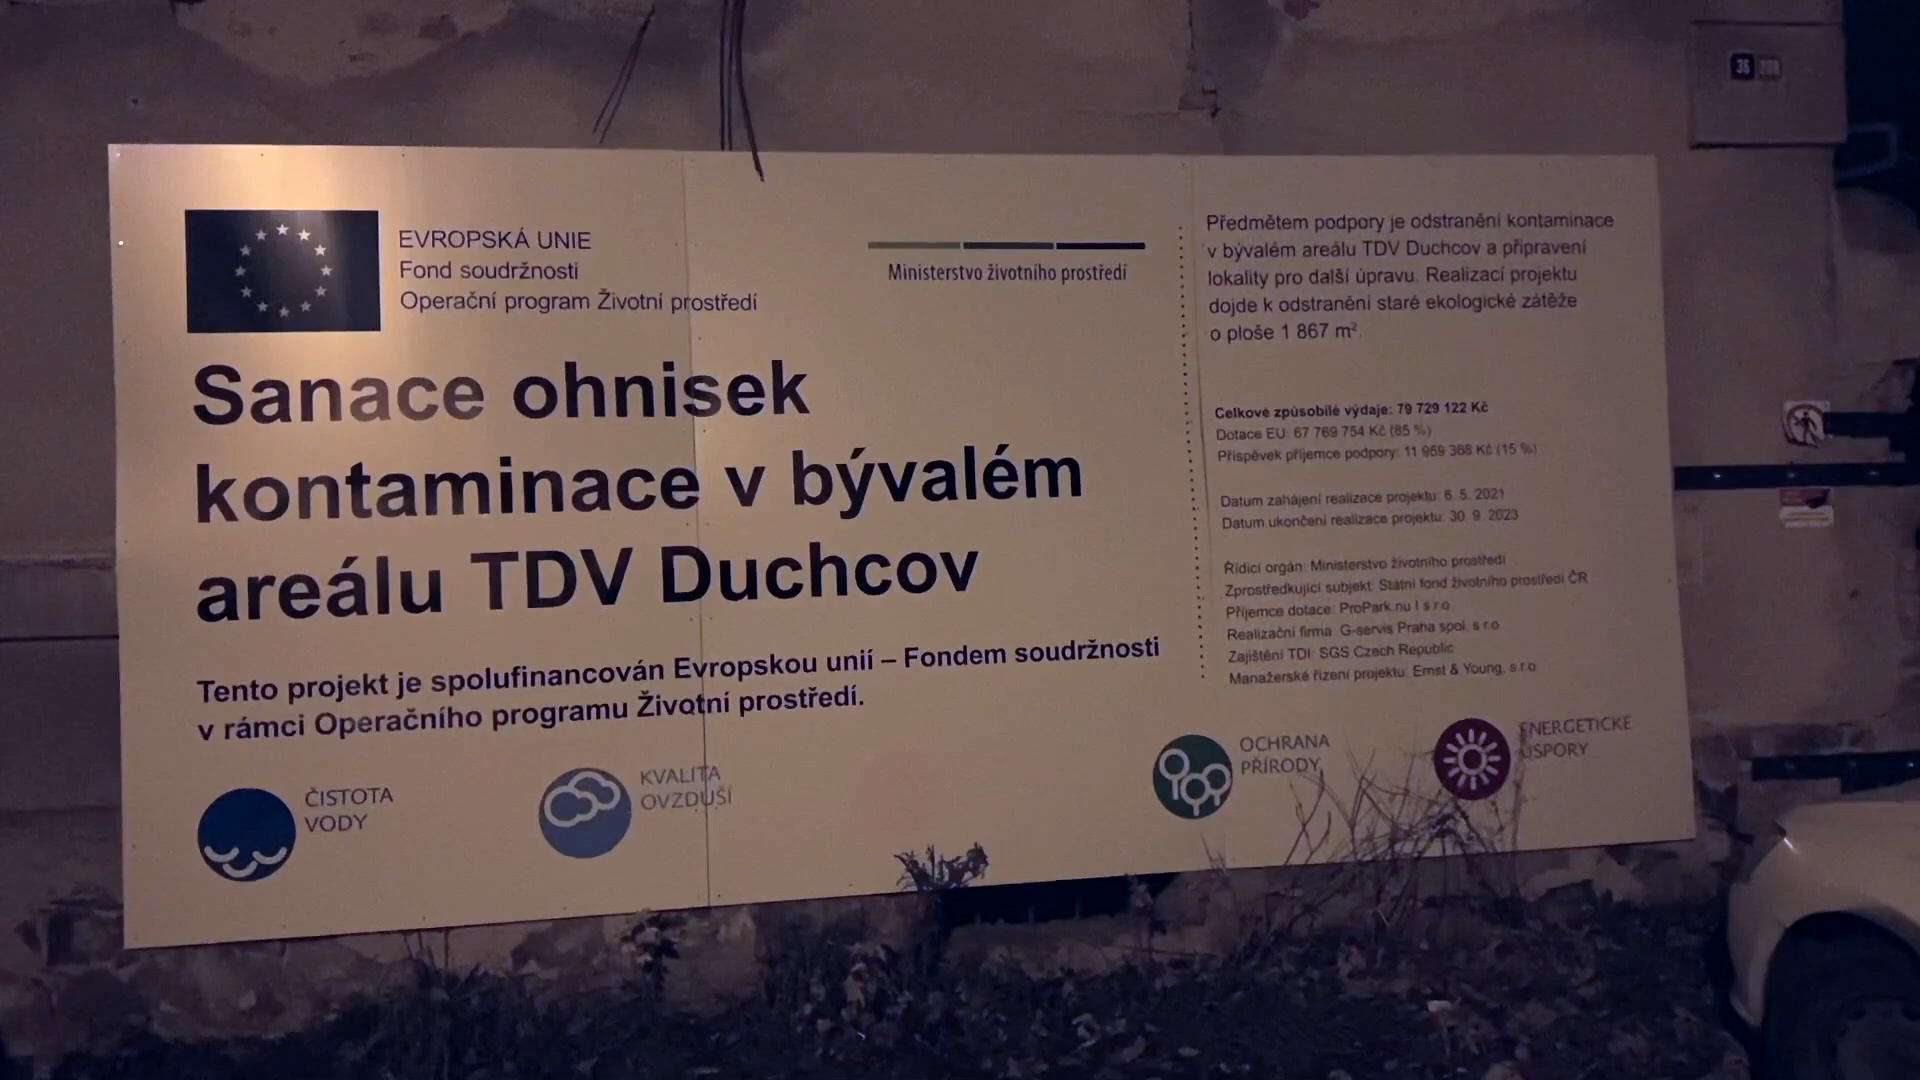 EVROPSKÁ UNIE
Fond soudržnosti
Operační program Životní prostředí
Ministerstvo životního prostředí
Sanace ohnisek
kontaminace v bývalém
areálu TDV Duchcov
Tento projekt je spolufinancován Evropskou unií – Fondem soudržnosti
v rámci Operačního programu Životní prostředí.
ČISTOTA
VODY
KVALITA
OVZDUŠÍ
OCHRANA
PŘÍRODY
ENERGETICKÉ
ÚSPORY
Předmětem podpory je odstranění kontaminace
v bývalém areálu TDV Duchcov a připravení
lokality pro další úpravu. Realizací projektu
dojde k odstranění staré ekologické zátěže
o ploše 1 867 m².
Celkové způsobilé výdaje: 79 729 122 Kč
Dotace EU: 67 769 754 Kč (85 %)
Příspěvek příjemce podpory: 11 959 368 Kč (15 %)
Datum zahájení realizace projektu: 6. 5. 2021
Datum ukončení realizace projektu: 30. 9. 2023
Řídicí orgán: Ministerstvo životního prostředí
Zprostředkující subjekt: Státní fond životního prostředí ČR
Příjemce dotace: ProPark.nu I s.r.o.
Realizační firma: G-servis Praha spol. s r.o.
Zajištění TDI: SGS Czech Republic
Manažerské řízení projektu: Ernst & Young, s.r.o.
36